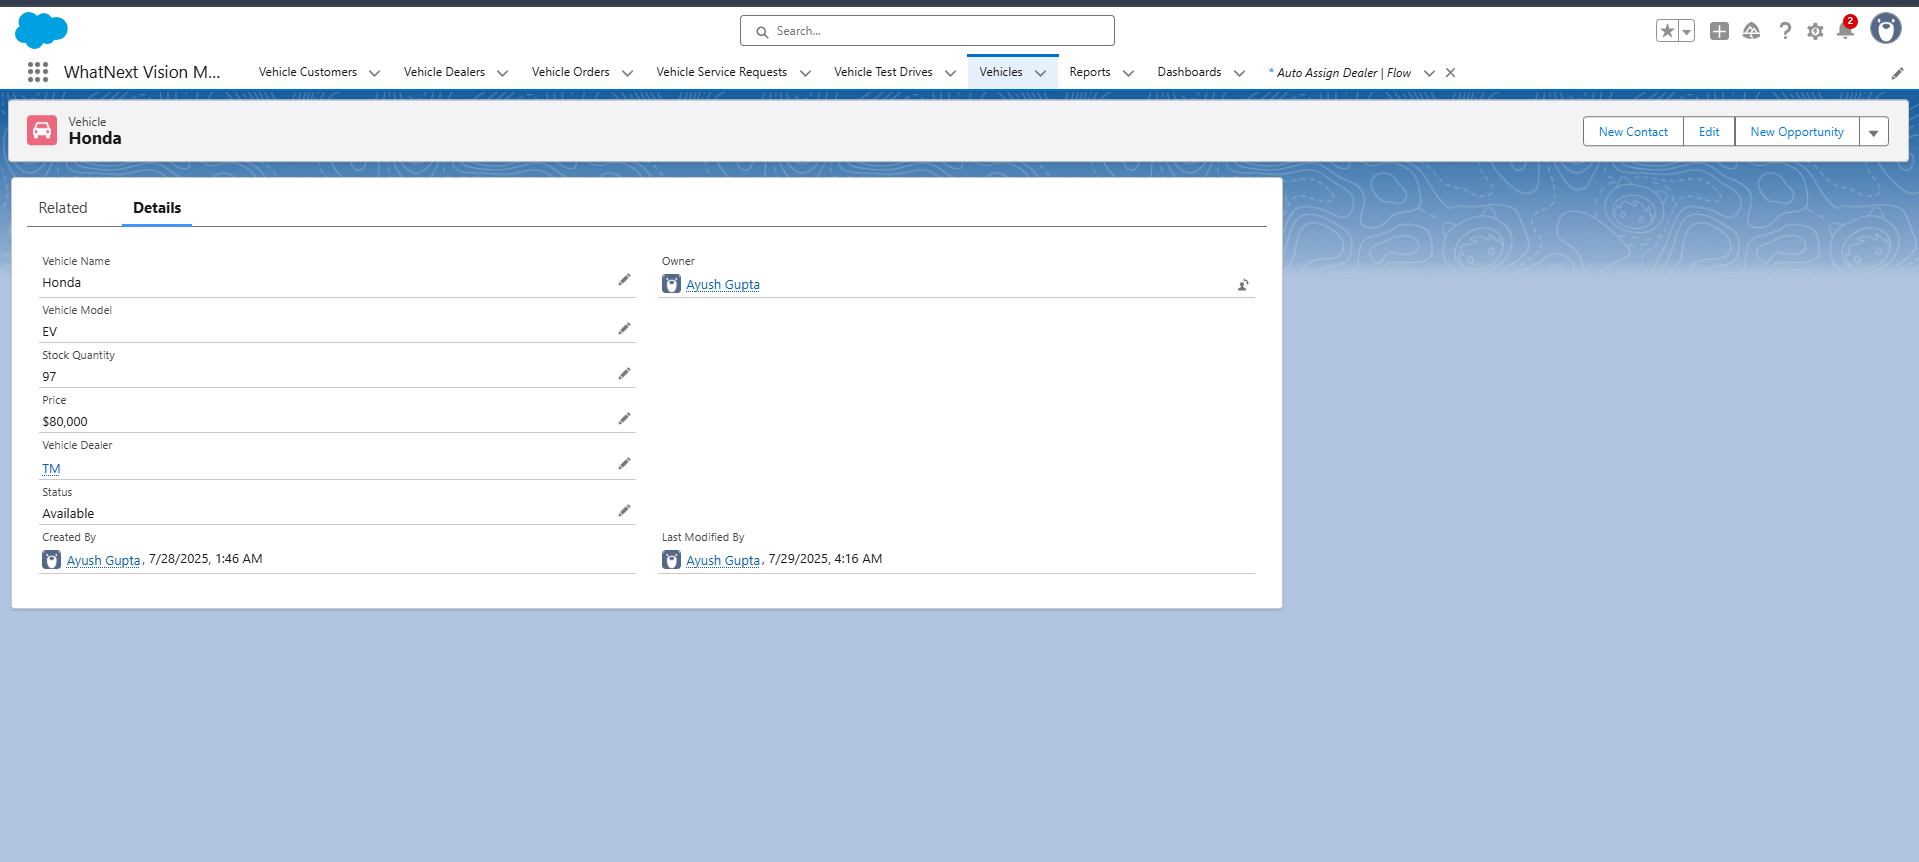 Search...
2
WhatNext Vision M... Vehicle Customers Vehicle Dealers Vehicle Orders Vehicle Service Requests Vehicle Test Drives Vehicles Reports Dashboards * Auto Assign Dealer | Flow
Vehicle
Honda
New Contact Edit New Opportunity
Related Details
Vehicle Name
Honda
Owner
Ayush Gupta
Vehicle Model
EV
Stock Quantity
97
Price
$80,000
Vehicle Dealer
TM
Status
Available
Created By
Ayush Gupta, 7/28/2025, 1:46 AM
Last Modified By
Ayush Gupta, 7/29/2025, 4:16 AM